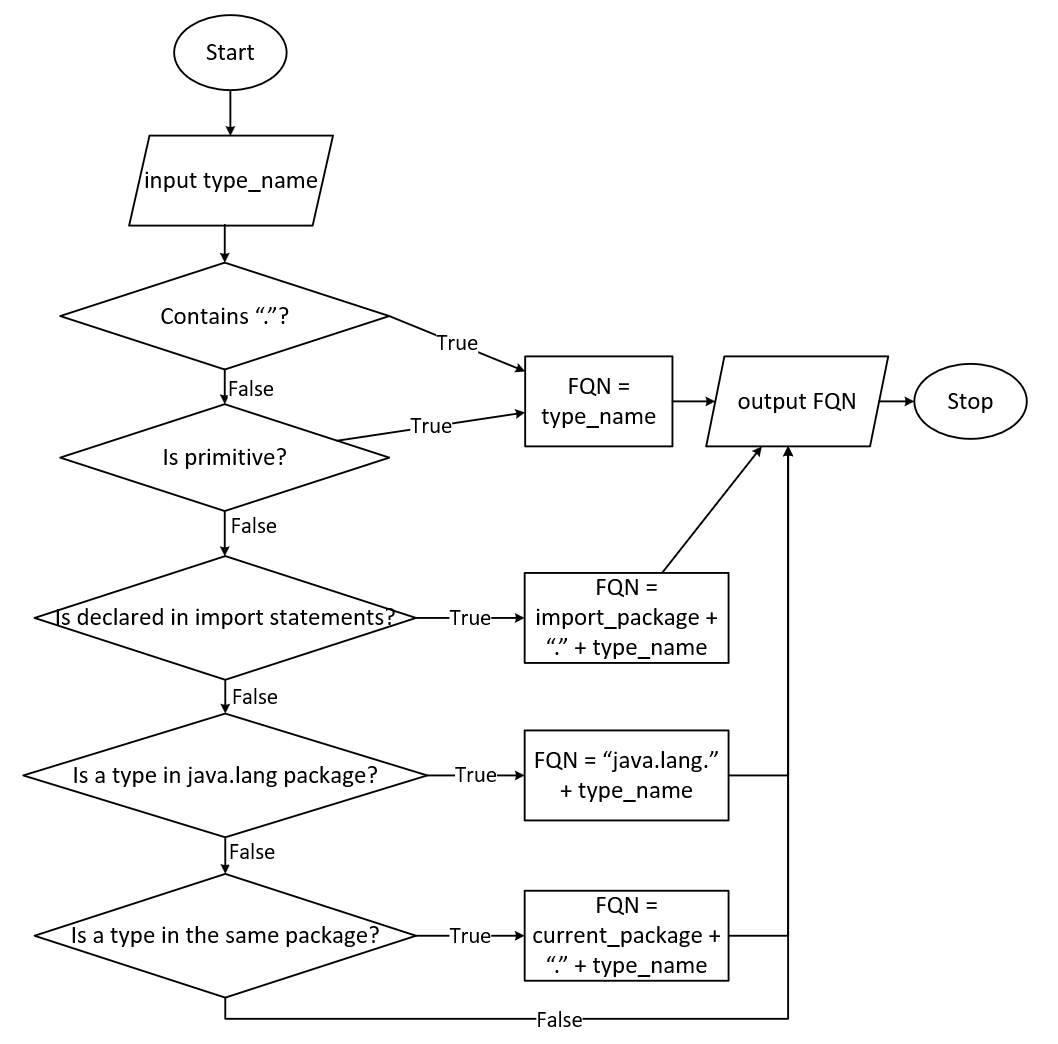 Start
input type_name
Contains “.”?
True
False
FQN =
type_name
output FQN
Stop
Is primitive?
True
False
Is declared in import statements?
True
FQN =
import_package +
“.” + type_name
False
Is a type in java.lang package?
True
FQN = “java.lang.”
+ type_name
False
Is a type in the same package?
True
FQN =
current_package +
“.” + type_name
False